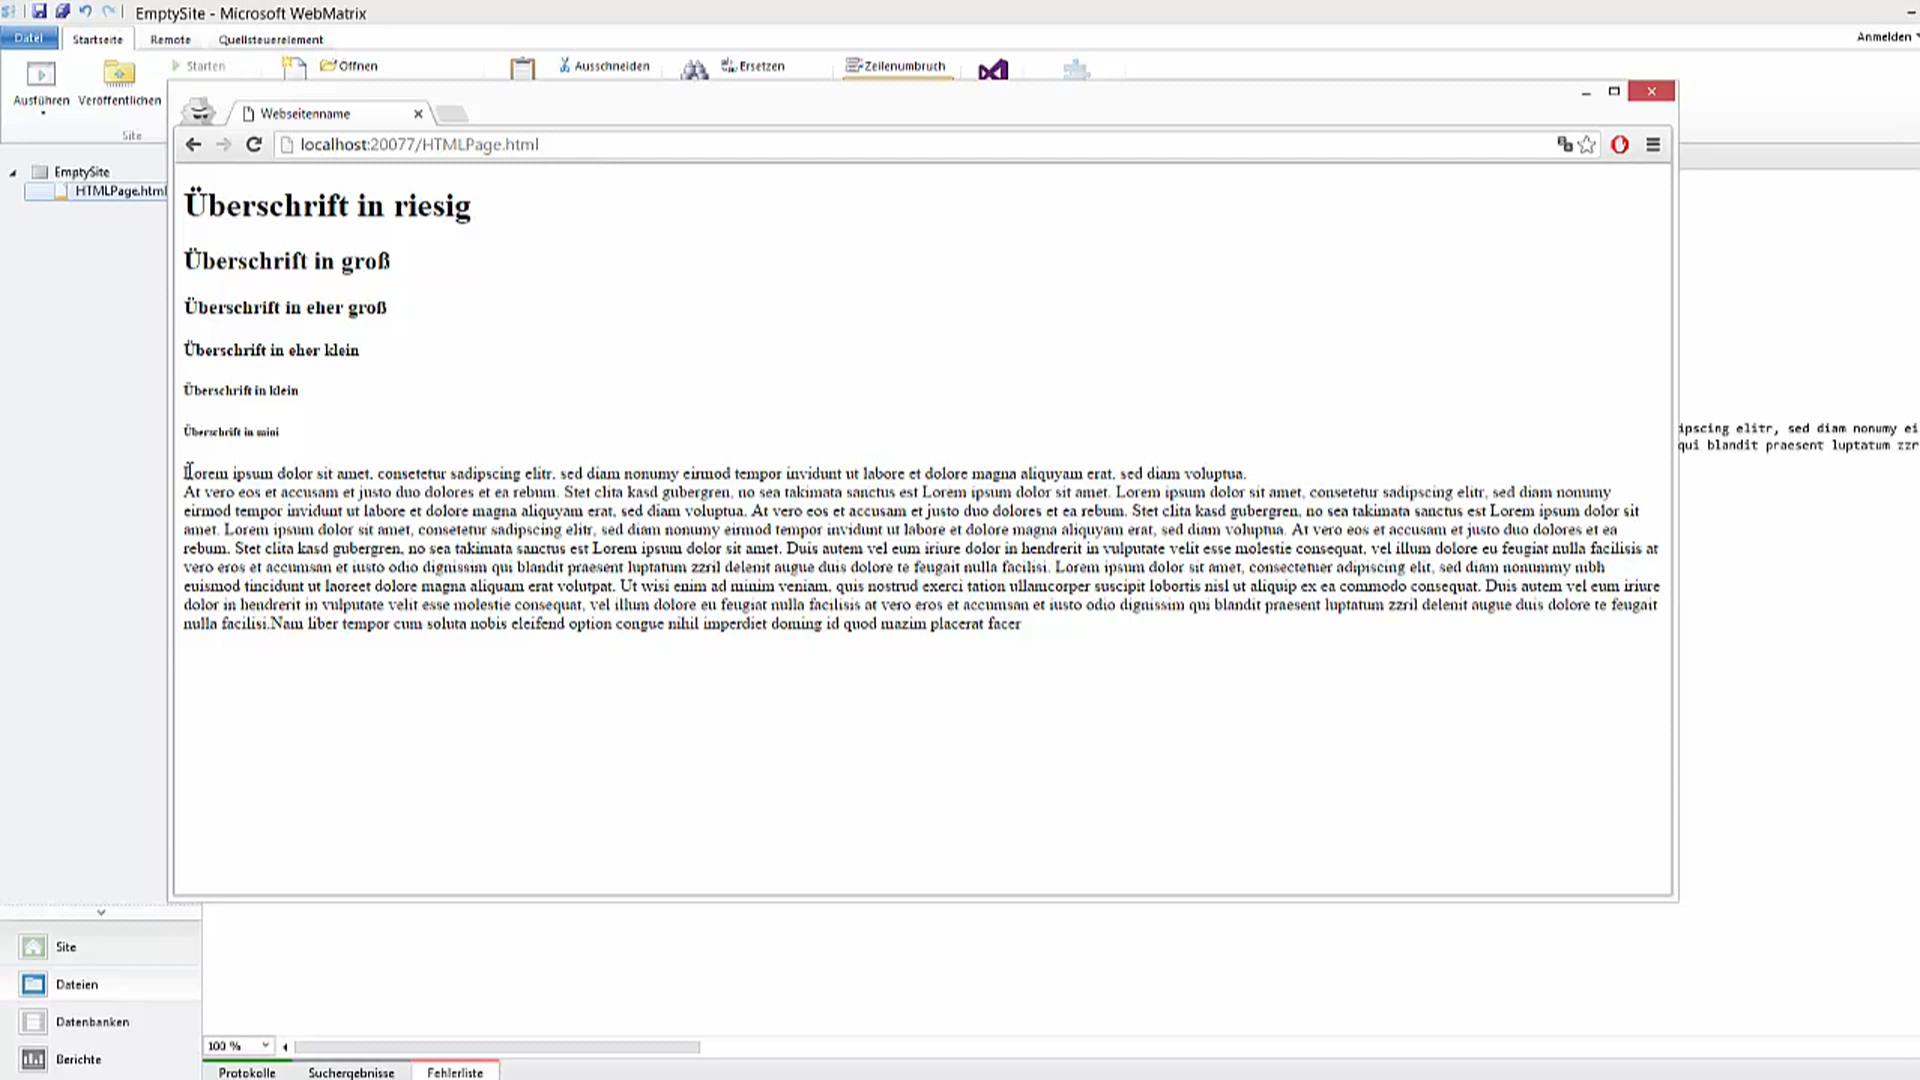 EmptySite - Microsoft WebMatrix
Datei Startseite Remote Quellsteuerelement Anmelden
Starten Öffnen Ausschneiden Ersetzen Zeilenumbruch
Ausführen Veröffentlichen
Site
Webseitenname
localhost:20077/HTMLPage.html
EmptySite
HTMLPage.html
Überschrift in riesig
Überschrift in groß
Überschrift in eher groß
Überschrift in eher klein
Überschrift in klein
Überschrift in mini
ipscing elitr, sed diam nonumy ei
qui blandit praesent luptatum zzr
Lorem ipsum dolor sit amet, consetetur sadipscing elitr, sed diam nonumy eirmod tempor invidunt ut labore et dolore magna aliquyam erat, sed diam voluptua.
At vero eos et accusam et justo duo dolores et ea rebum. Stet clita kasd gubergren, no sea takimata sanctus est Lorem ipsum dolor sit amet. Lorem ipsum dolor sit amet, consetetur sadipscing elitr, sed diam nonumy
eirmod tempor invidunt ut labore et dolore magna aliquyam erat, sed diam voluptua. At vero eos et accusam et justo duo dolores et ea rebum. Stet clita kasd gubergren, no sea takimata sanctus est Lorem ipsum dolor sit
amet. Lorem ipsum dolor sit amet, consetetur sadipscing elitr, sed diam nonumy eirmod tempor invidunt ut labore et dolore magna aliquyam erat, sed diam voluptua. At vero eos et accusam et justo duo dolores et ea
rebum. Stet clita kasd gubergren, no sea takimata sanctus est Lorem ipsum dolor sit amet. Duis autem vel eum iriure dolor in hendrerit in vulputate velit esse molestie consequat, vel illum dolore eu feugiat nulla facilisis at
vero eros et accumsan et iusto odio dignissim qui blandit praesent luptatum zzril delenit augue duis dolore te feugait nulla facilisi. Lorem ipsum dolor sit amet, consectetuer adipiscing elit, sed diam nonummy nibh
euismod tincidunt ut laoreet dolore magna aliquam erat volutpat. Ut wisi enim ad minim veniam, quis nostrud exerci tation ullamcorper suscipit lobortis nisl ut aliquip ex ea commodo consequat. Duis autem vel eum iriure
dolor in hendrerit in vulputate velit esse molestie consequat, vel illum dolore eu feugiat nulla facilisis at vero eros et accumsan et iusto odio dignissim qui blandit praesent luptatum zzril delenit augue duis dolore te feugait
nulla facilisi.Nam liber tempor cum soluta nobis eleifend option congue nihil imperdiet doming id quod mazim placerat facer
Site
Dateien
Datenbanken
Berichte
100 %
Protokolle Suchergebnisse Fehlerliste